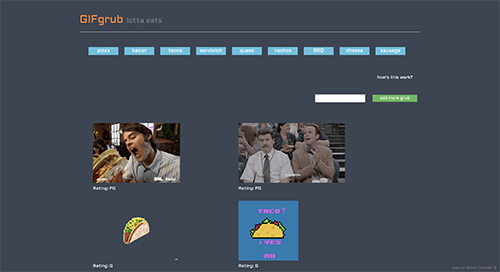 GIFgrub lotta eats
pizza bacon tacos sandwich queso nachos BBQ cheese sausage
how's this work?
add more grub
Rating: PG
Rating: PG
TACO?
YES
NO
Rating: G
Rating: G